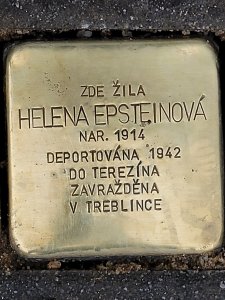 ZDE ŽILA
HELENA EPSTEINOVÁ
NAR. 1914
DEPORTOVÁNA 1942
DO TEREZÍNA
ZAVRAŽDĚNA
V TREBLINCE